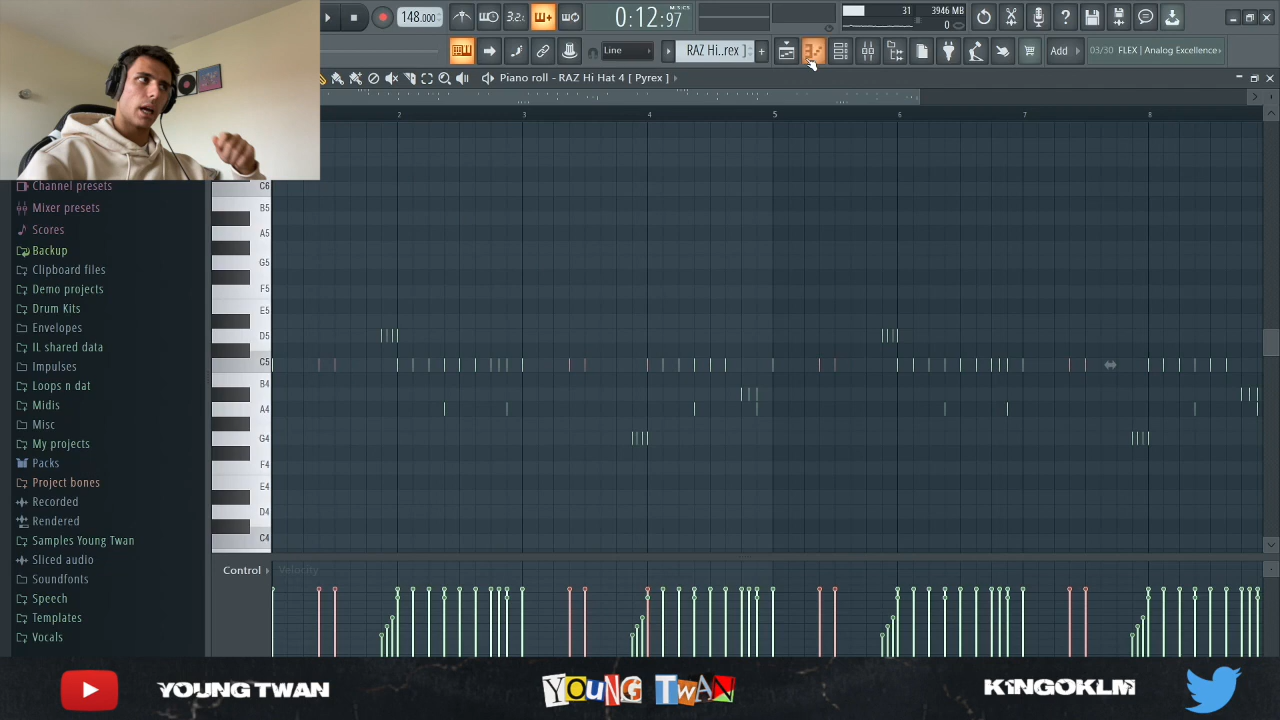 148.000
3.2.
0:12:97
M:S:CS
31
3946 MB
0
Line
RAZ Hi..rex ]
Add
03/30 FLEX | Analog Excellence
Piano roll - RAZ Hi Hat 4 [ Pyrex ]
2 3 4 5 6 7 8
Channel presets
Mixer presets
Scores
Backup
Clipboard files
Demo projects
Drum Kits
Envelopes
IL shared data
Impulses
Loops n dat
Midis
Misc
My projects
Packs
Project bones
Recorded
Rendered
Samples Young Twan
Sliced audio
Soundfonts
Speech
Templates
Vocals
C6
B5
A5
G5
F5
E5
D5
C5
B4
A4
G4
F4
E4
D4
C4
Control Velocity
YOUNG TWAN
YOUNG TWAN
K1NGOKLM